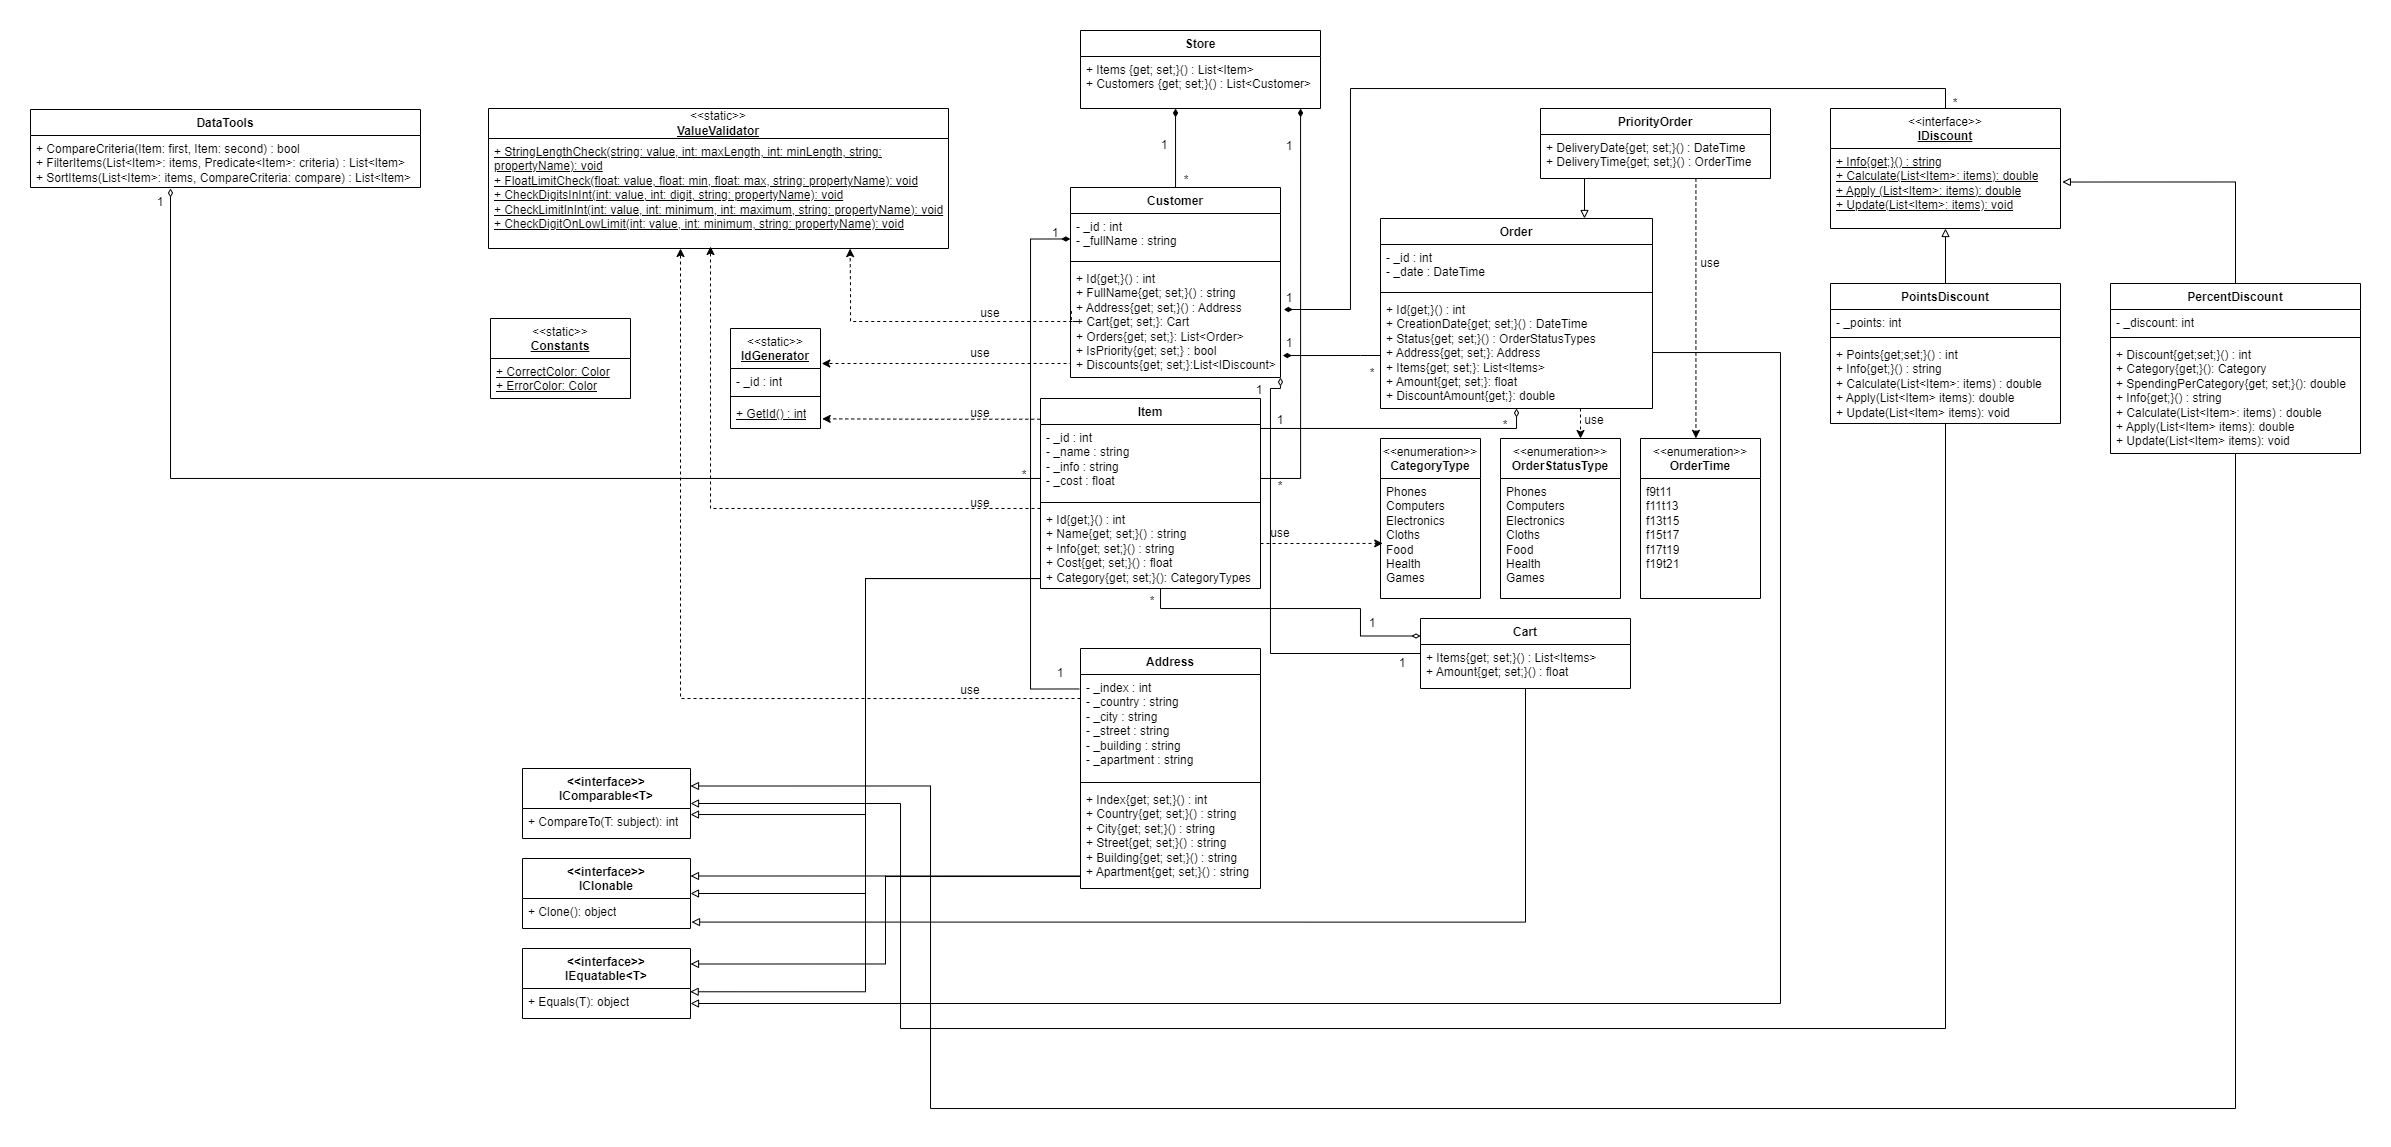 Store
+ Items {get; set;}() : List<Item>
+ Customers {get; set;}() : List<Customer>
DataTools
+ CompareCriteria(Item: first, Item: second) : bool
+ FilterItems(List<Item>: items, Predicate<Item>: criteria) : List<Item>
+ SortItems(List<Item>: items, CompareCriteria: compare) : List<Item>
1
<<static>>
ValueValidator
+ StringLengthCheck(string: value, int: maxLength, int: minLength, string:
propertyName): void
+ FloatLimitCheck(float: value, float: min, float: max, string: propertyName): void
+ CheckDigitsInInt(int: value, int: digit, string: propertyName): void
+ CheckLimitInInt(int: value, int: minimum, int: maximum, string: propertyName): void
+ CheckDigitOnLowLimit(int: value, int: minimum, string: propertyName): void
1
*
1
PriorityOrder
+ DeliveryDate{get; set;}() : DateTime
+ DeliveryTime{get; set;}() : OrderTime
*
<<interface>>
IDiscount
+ Info{get;}() : string
+ Calculate(List<Item>: items): double
+ Apply (List<Item>: items): double
+ Update(List<Item>: items): void
Customer
- _id : int
- _fullName : string
+ Id{get;}() : int
+ FullName{get; set;}() : string
+ Address{get; set;}() : Address
+ Cart{get; set;}: Cart
+ Orders{get; set;}: List<Order>
+ IsPriority{get; set;} : bool
+ Discounts{get; set;}:List<IDiscount>
1
1
1
*
1
Order
- _id : int
- _date : DateTime
+ Id{get;}() : int
+ CreationDate{get; set;}() : DateTime
+ Status{get; set;}() : OrderStatusTypes
+ Address{get; set;}: Address
+ Items{get; set;}: List<Items>
+ Amount{get; set;}: float
+ DiscountAmount{get;}: double
use
use
PointsDiscount
- _points: int
+ Points{get;set;}() : int
+ Info{get;}() : string
+ Calculate(List<Item>: items) : double
+ Apply(List<Item> items): double
+ Update(List<Item> items): void
PercentDiscount
- _discount: int
+ Discount{get;set;}() : int
+ Category{get;}(): Category
+ SpendingPerCategory{get; set;}(): double
+ Info{get;}() : string
+ Calculate(List<Item>: items) : double
+ Apply(List<Item> items): double
+ Update(List<Item> items): void
<<static>>
Constants
+ CorrectColor: Color
+ ErrorColor: Color
<<static>>
IdGenerator
- _id : int
+ GetId() : int
use
use
use
use
*
Item
- _id : int
- _name : string
- _info : string
- _cost : float
+ Id{get;}() : int
+ Name{get; set;}() : string
+ Info{get; set;}() : string
+ Cost{get; set;}() : float
+ Category{get; set;}(): CategoryTypes
1
*
*
use
<<enumeration>>
CategoryType
Phones
Computers
Electronics
Cloths
Food
Health
Games
<<enumeration>>
OrderStatusType
Phones
Computers
Electronics
Cloths
Food
Health
Games
<<enumeration>>
OrderTime
f9t11
f11t13
f13t15
f15t17
f17t19
f19t21
*
1
1
Cart
+ Items{get; set;}() : List<Items>
+ Amount{get; set;}() : float
1
use
Address
- _index : int
- _country : string
- _city : string
- _street : string
- _building : string
- _apartment : string
+ Index{get; set;}() : int
+ Country{get; set;}() : string
+ City{get; set;}() : string
+ Street{get; set;}() : string
+ Building{get; set;}() : string
+ Apartment{get; set;}() : string
<<interface>>
IComparable<T>
+ CompareTo(T: subject): int
<<interface>>
IClonable
+ Clone(): object
<<interface>>
IEquatable<T>
+ Equals(T): object